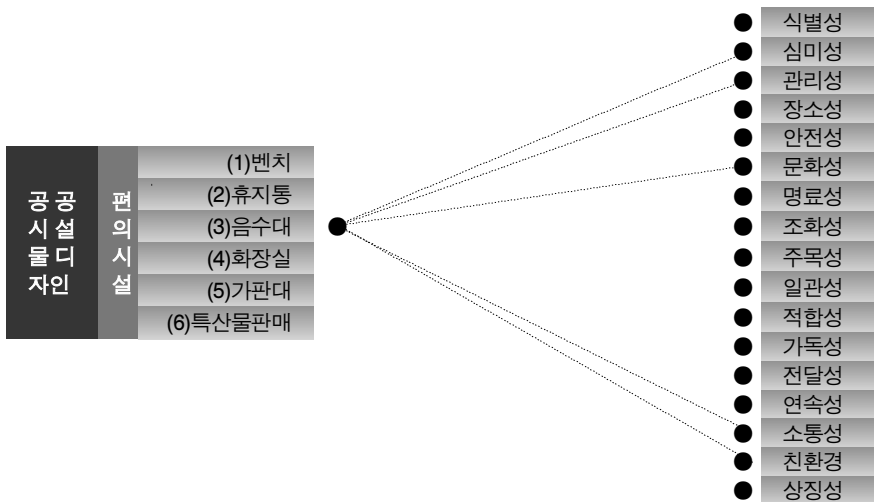 공공
시설
물디
자인
편
의
시
설
(1)벤치
(2)휴지통
(3)음수대
(4)화장실
(5)가판대
(6)특산물판매
식별성
심미성
관리성
장소성
안전성
문화성
명료성
조화성
주목성
일관성
적합성
가독성
전달성
연속성
소통성
친환경
상징성